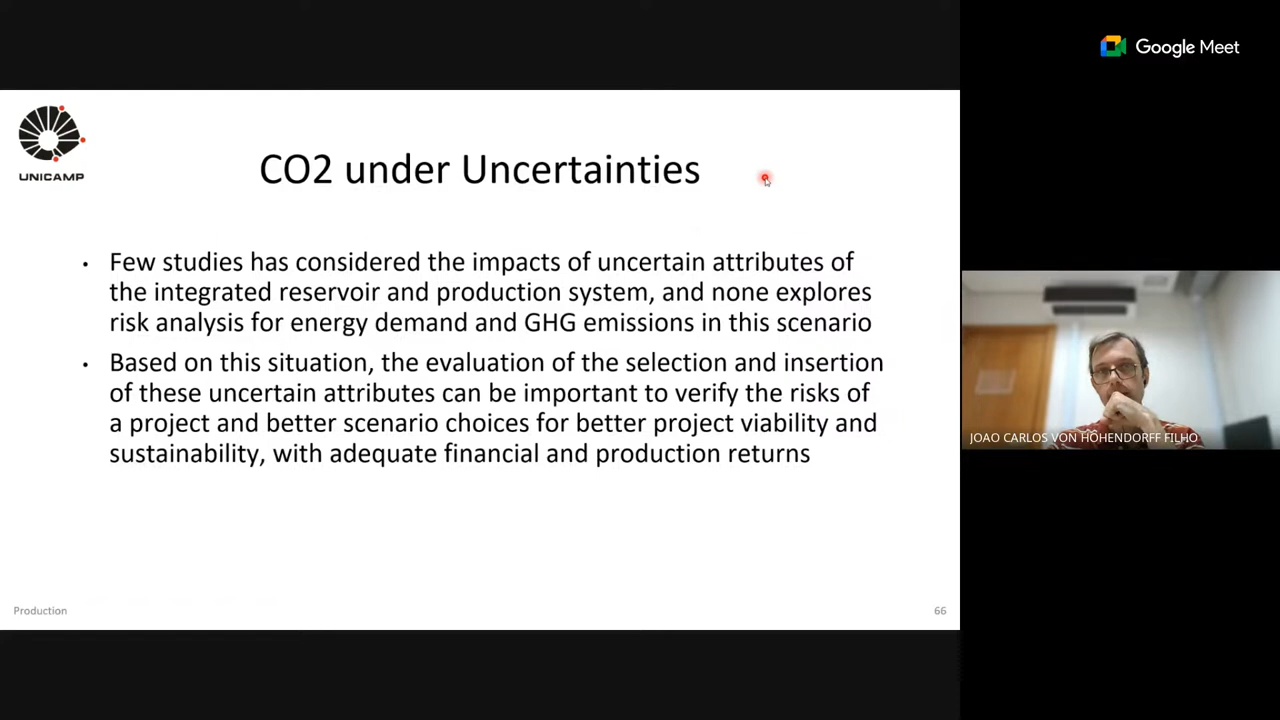 Google Meet
UNICAMP
CO2 under Uncertainties
• Few studies has considered the impacts of uncertain attributes of
the integrated reservoir and production system, and none explores
risk analysis for energy demand and GHG emissions in this scenario
• Based on this situation, the evaluation of the selection and insertion
of these uncertain attributes can be important to verify the risks of
a project and better scenario choices for better project viability and
sustainability, with adequate financial and production returns
JOAO CARLOS VON HOHENDORFF FILHO
Production
66